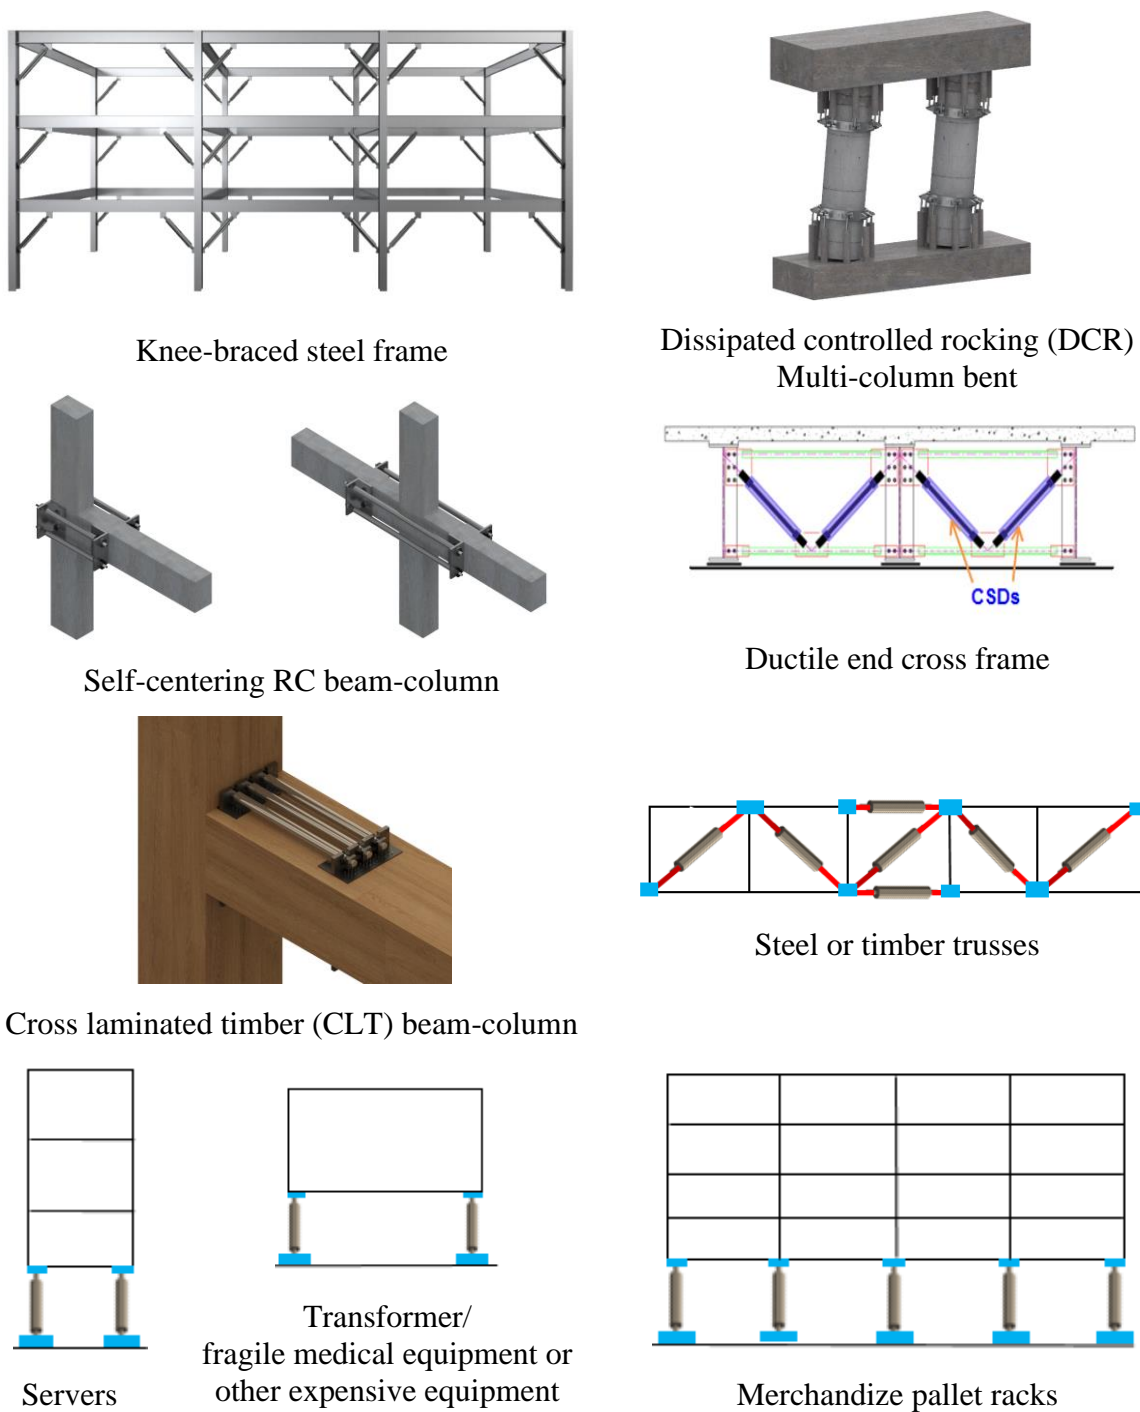 Knee-braced steel frame
Dissipated controlled rocking (DCR)
Multi-column bent
CSDs
Self-centering RC beam-column
Ductile end cross frame
Steel or timber trusses
Cross laminated timber (CLT) beam-column
Servers
Transformer/
fragile medical equipment or
other expensive equipment
Merchandize pallet racks